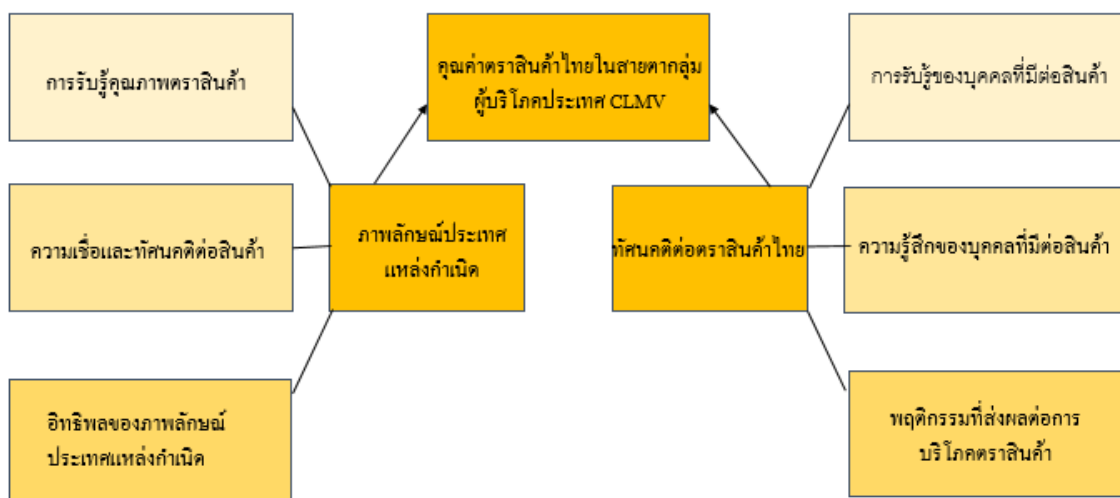 การรับรู้คุณภาพตราสินค้า
คุณค่าตราสินค้าไทยในสายตากลุ่ม
ผู้บริโภคประเทศ CLMV
การรับรู้ของบุคคลที่มีต่อสินค้า
ความเชื่อและทัศนคติต่อสินค้า
ภาพลักษณ์ประเทศ
แหล่งกำเนิด
ทัศนคติต่อตราสินค้าไทย
ความรู้สึกของบุคคลที่มีต่อสินค้า
อิทธิพลของภาพลักษณ์
ประเทศแหล่งกำเนิด
พฤติกรรมที่ส่งผลต่อการ
บริโภคตราสินค้า